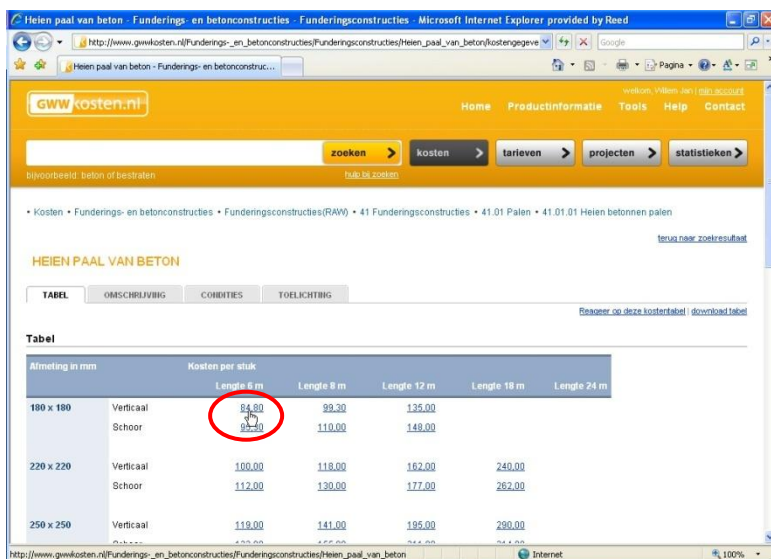 Heien paal van beton - Funderings- en betonconstructies - Funderingsconstructies - Microsoft Internet Explorer provided by Reed
http://www.gwwkosten.nl/Funderings-_en_betonconstructies/Funderingsconstructies/Heien_paal_van_beton/kostengegeve
Google
Heien paal van beton - Funderings- en betonconstruc...
Pagina
welkom, Willem Jan | mijn account
GWWkosten.nl
Home Productinformatie Tools Help Contact
zoeken kosten tarieven projecten statistieken
bijvoorbeeld: beton of bestraten hulp bij zoeken
• Kosten • Funderings- en betonconstructies • Funderingsconstructies(RAW) • 41 Funderingsconstructies • 41.01 Palen • 41.01.01 Heien betonnen palen
terug naar zoekresultaat
HEIEN PAAL VAN BETON
TABEL OMSCHRIJVING CONDITIES TOELICHTING
Reageer op deze kostentabel | download tabel
Tabel
Afmeting in mm Kosten per stuk
Lengte 6 m Lengte 8 m Lengte 12 m Lengte 18 m Lengte 24 m
180 x 180 Verticaal 84,80 99,30 135,00
Schoor 110,00 148,00
220 x 220 Verticaal 100,00 118,00 162,00 240,00
Schoor 112,00 130,00 177,00 262,00
250 x 250 Verticaal 119,00 141,00 195,00 290,00
http://www.gwwkosten.nl/Funderings-_en_betonconstructies/Funderingsconstructies/Heien_paal_van_beton Internet 100%